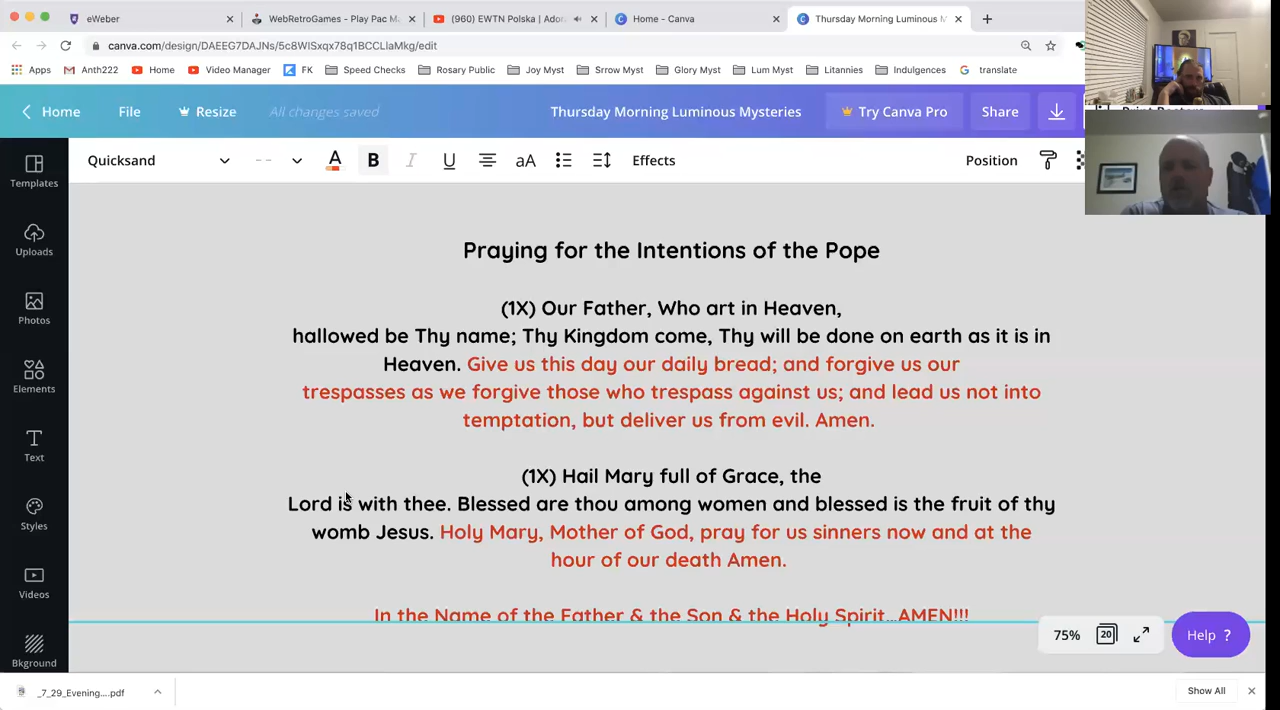 eWeber
WebRetroGames - Play Pac M
(960) EWTN Polska | Ador
Home - Canva
Thursday Morning Luminous M
canva.com/design/DAEEG7DAJNs/5c8WlSxqx78q1BCCLlaMkg/edit
Apps Anth222 Home Video Manager FK Speed Checks Rosary Public Joy Myst Srrow Myst Glory Myst Lum Myst Litannies Indulgences translate
Home File Resize All changes saved Thursday Morning Luminous Mysteries Try Canva Pro Share
Quicksand -- A B I U aA Effects Position
Templates
Uploads
Photos
Elements
Text
Styles
Videos
Bkground
Praying for the Intentions of the Pope
(1X) Our Father, Who art in Heaven,
hallowed be Thy name; Thy Kingdom come, Thy will be done on earth as it is in
Heaven. Give us this day our daily bread; and forgive us our
trespasses as we forgive those who trespass against us; and lead us not into
temptation, but deliver us from evil. Amen.
(1X) Hail Mary full of Grace, the
Lord is with thee. Blessed are thou among women and blessed is the fruit of thy
womb Jesus. Holy Mary, Mother of God, pray for us sinners now and at the
hour of our death Amen.
In the Name of the Father & the Son & the Holy Spirit...AMEN!!!
75% 20 Help ?
_7_29_Evening....pdf
Show All